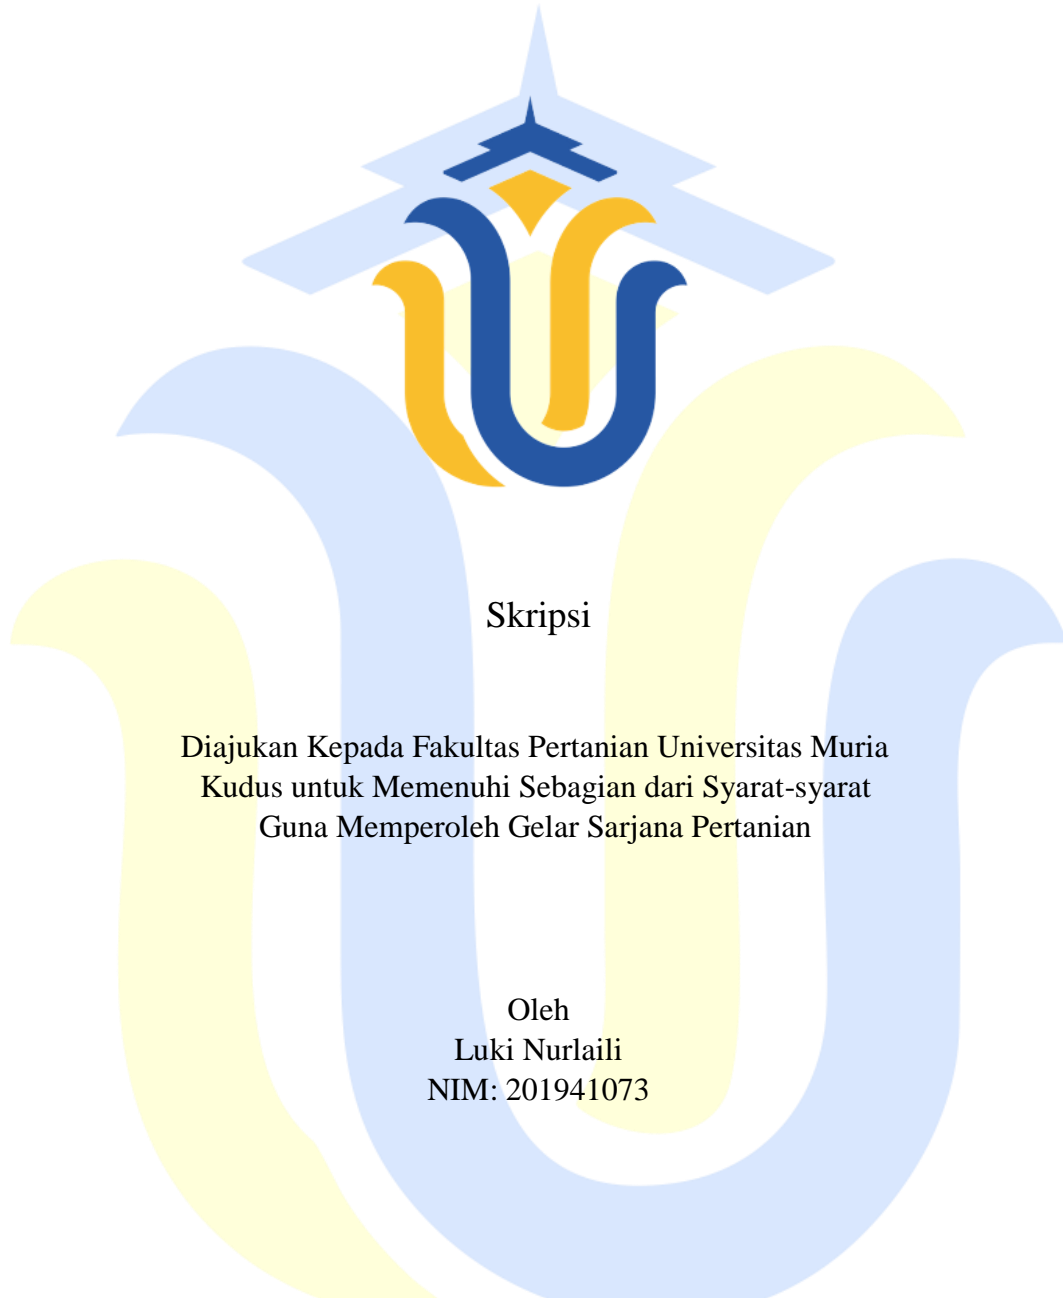 Skripsi
Diajukan Kepada Fakultas Pertanian Universitas Muria
Kudus untuk Memenuhi Sebagian dari Syarat-syarat
Guna Memperoleh Gelar Sarjana Pertanian
Oleh
Luki Nurlaili
NIM: 201941073